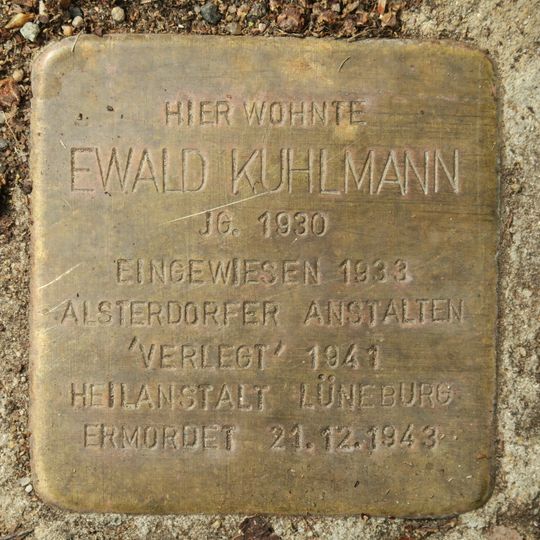 HIER WOHNTE
EWALD KUHLMANN
JG. 1930
EINGEWIESEN 1933
ALSTERDORFER ANSTALTEN
'VERLEGT' 1941
HEILANSTALT LÜNEBURG
ERMORDET 21.12.1943